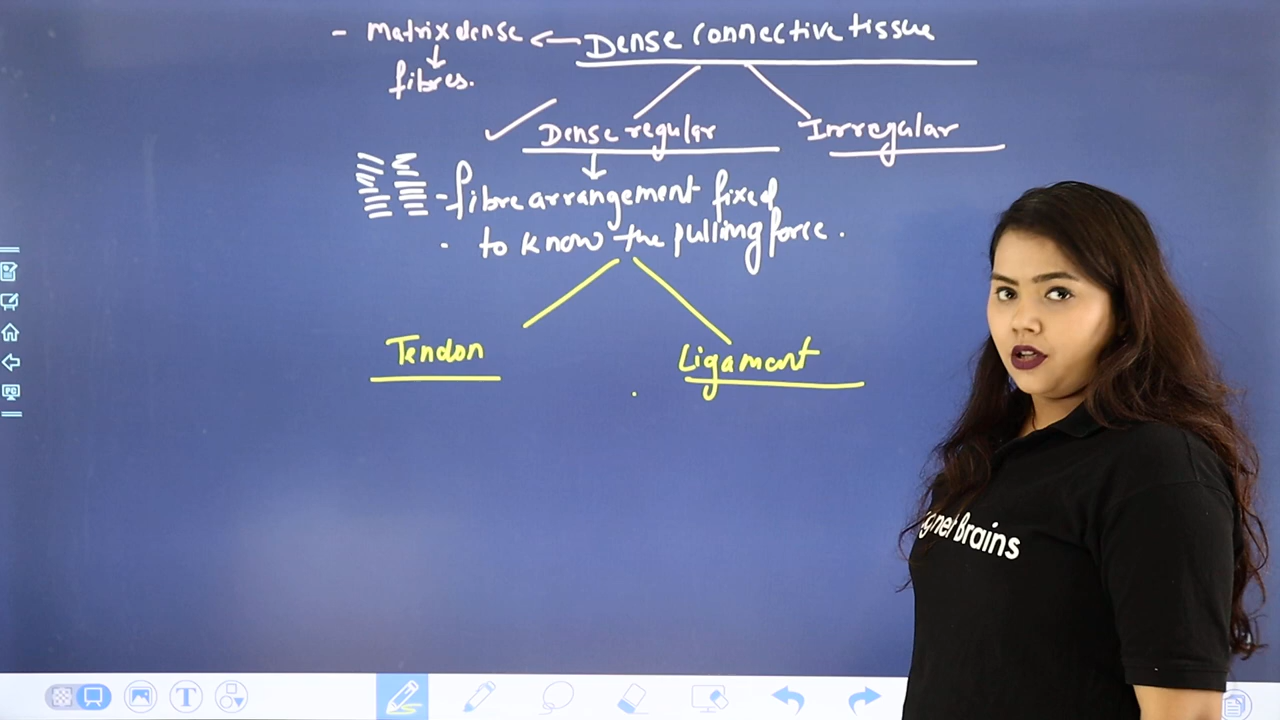 - matrix dense ← Dense connective tissue
↓
fibres.
Dense regular Irregular
↓
- fibre arrangement fixed
. to know the pulling force .
Tendon Ligament
gnet Brains
PC
T